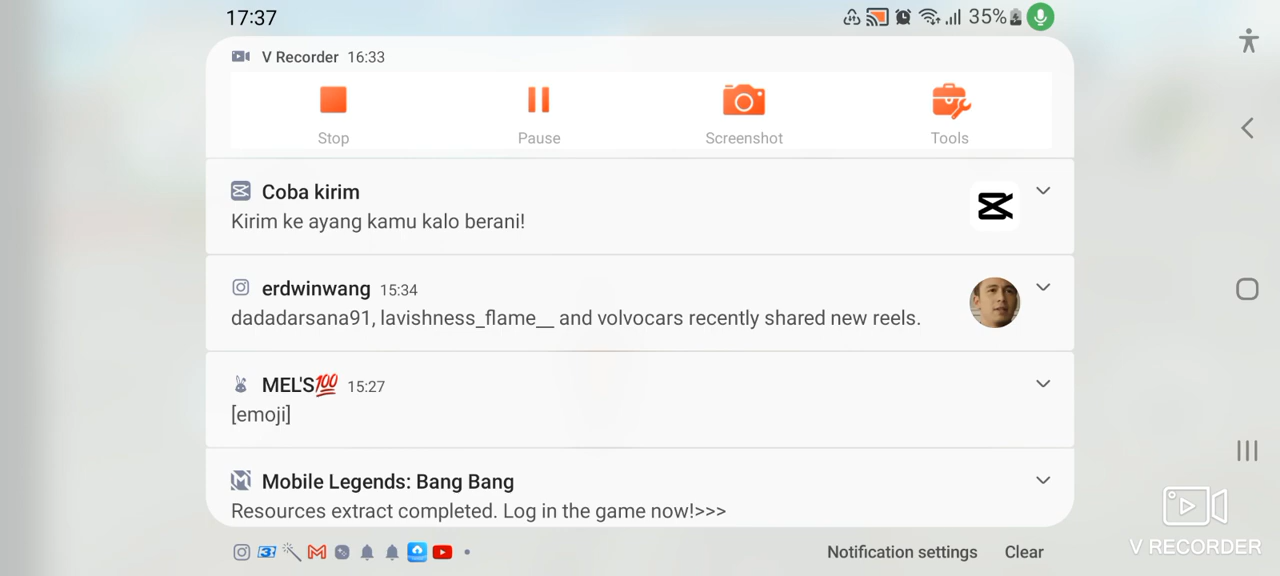 17:37
35%
V Recorder 16:33
Stop
Pause
Screenshot
Tools
Coba kirim
Kirim ke ayang kamu kalo berani!
erdwinwang 15:34
dadadarsana91, lavishness_flame__ and volvocars recently shared new reels.
MEL'S💯 15:27
[emoji]
Mobile Legends: Bang Bang
Resources extract completed. Log in the game now!>>>
Notification settings
Clear
V RECORDER